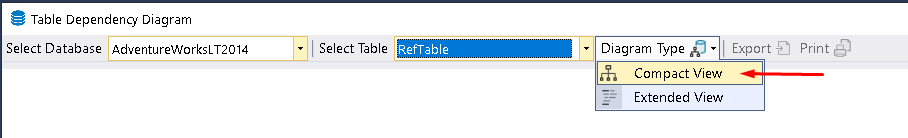 Table Dependency Diagram
Select Database AdventureWorksLT2014 Select Table RefTable Diagram Type Export Print
Compact View
Extended View